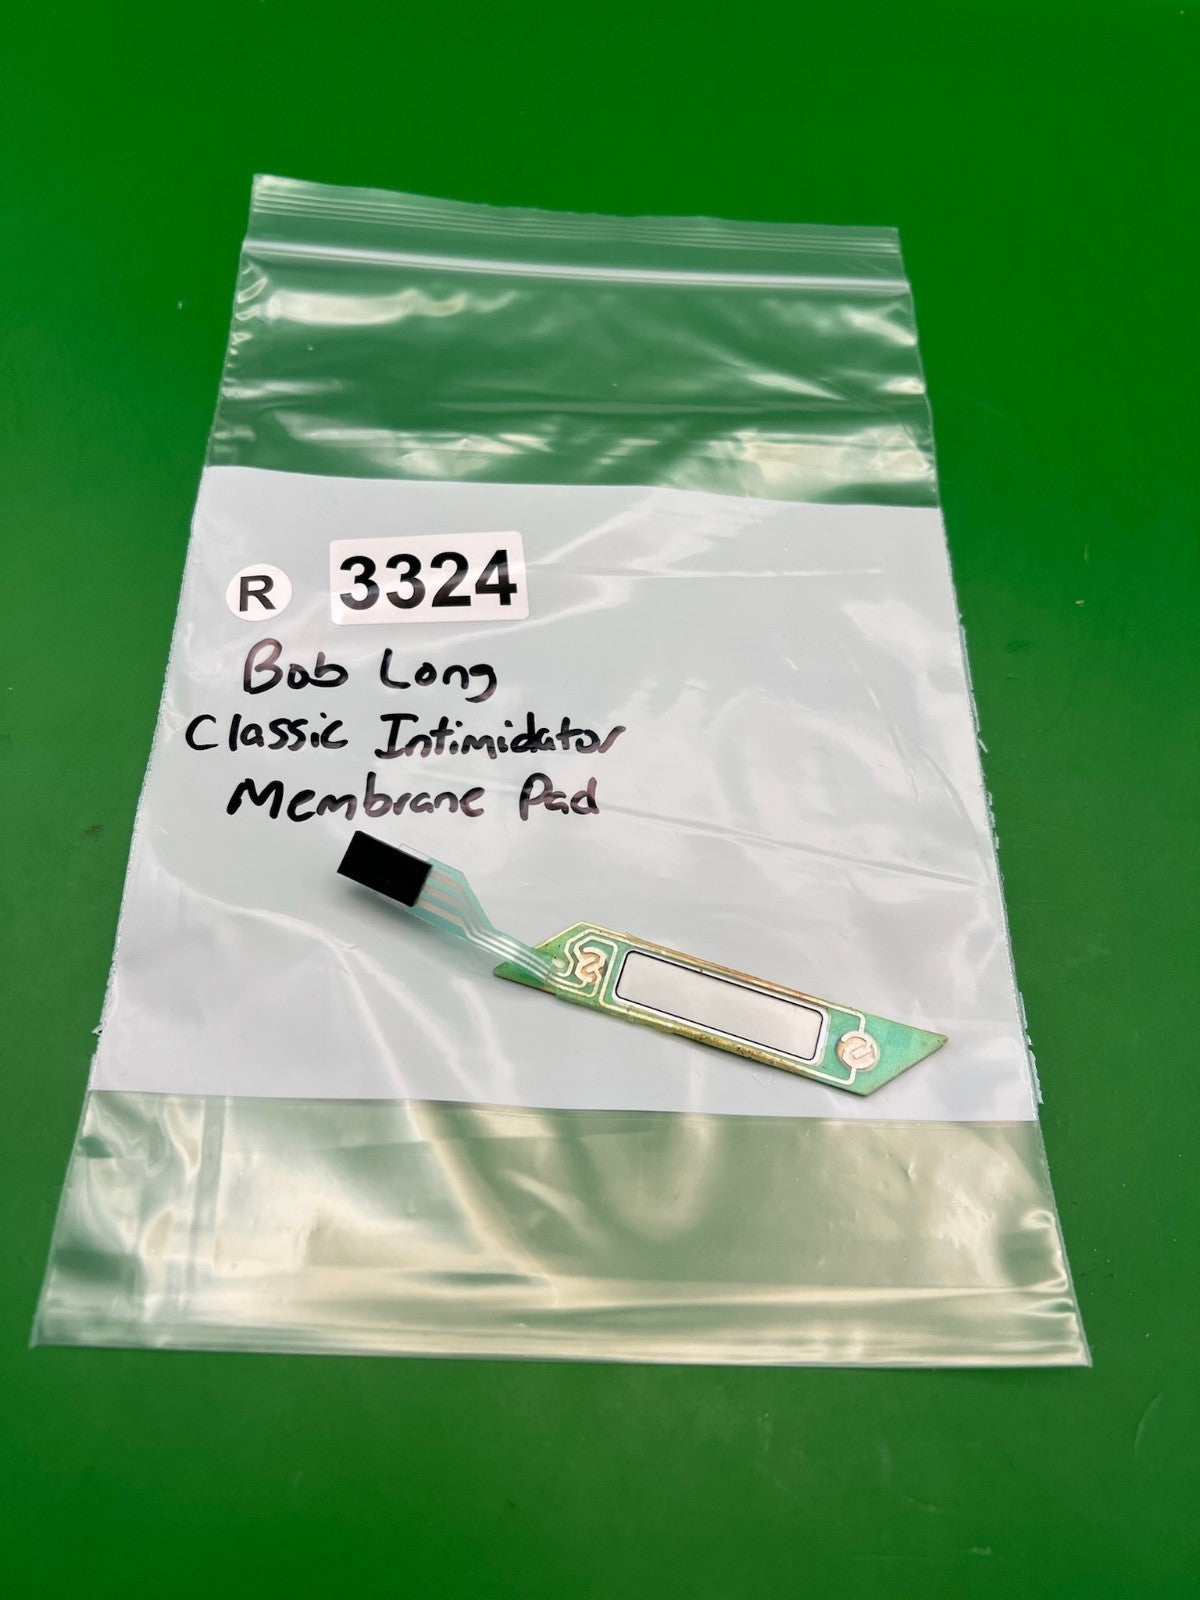 R 3324
Bob Long
Classic Intimidator
Membrane Pad